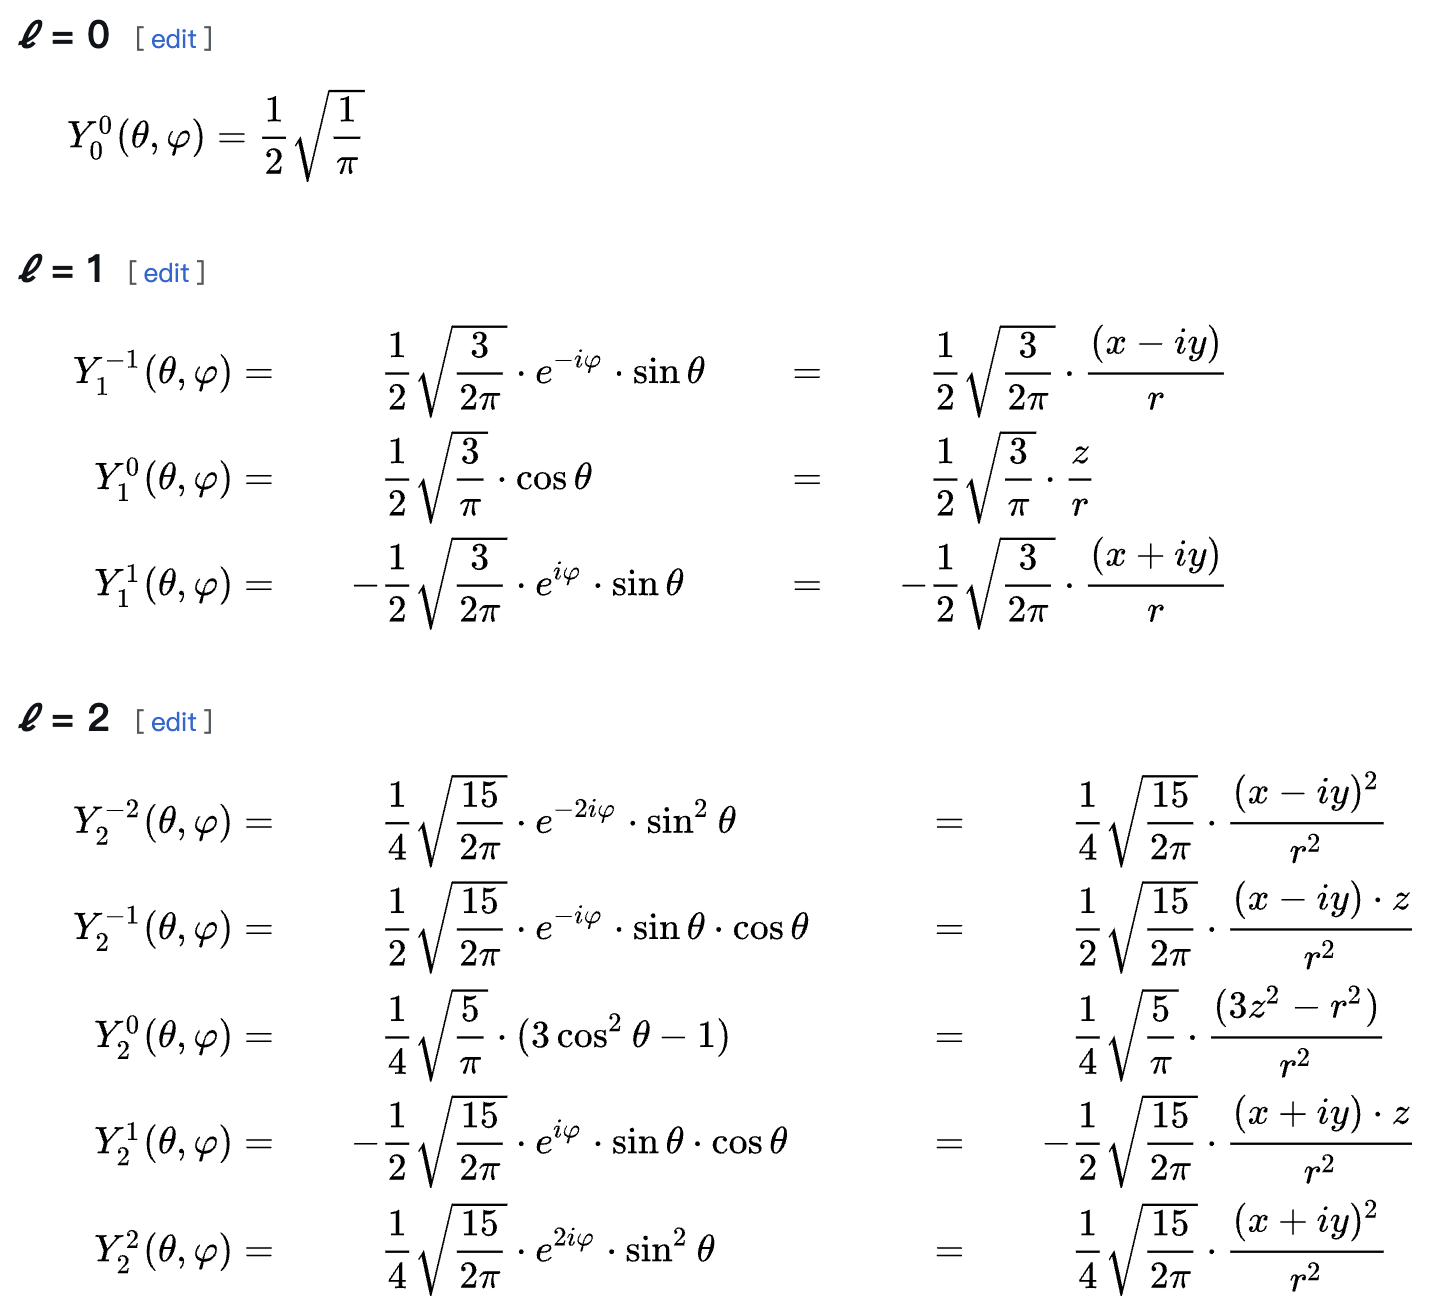 ℓ = 0 [ edit ]
$Y_0^0(\theta,\varphi) = \frac{1}{2}\sqrt{\frac{1}{\pi}}$
ℓ = 1 [ edit ]
$Y_1^{-1}(\theta,\varphi) = \frac{1}{2}\sqrt{\frac{3}{2\pi}} \cdot e^{-i\varphi} \cdot \sin\theta = \frac{1}{2}\sqrt{\frac{3}{2\pi}} \cdot \frac{(x - iy)}{r}$
$Y_1^0(\theta,\varphi) = \frac{1}{2}\sqrt{\frac{3}{\pi}} \cdot \cos\theta = \frac{1}{2}\sqrt{\frac{3}{\pi}} \cdot \frac{z}{r}$
$Y_1^1(\theta,\varphi) = -\frac{1}{2}\sqrt{\frac{3}{2\pi}} \cdot e^{i\varphi} \cdot \sin\theta = -\frac{1}{2}\sqrt{\frac{3}{2\pi}} \cdot \frac{(x + iy)}{r}$
ℓ = 2 [ edit ]
$Y_2^{-2}(\theta,\varphi) = \frac{1}{4}\sqrt{\frac{15}{2\pi}} \cdot e^{-2i\varphi} \cdot \sin^2\theta = \frac{1}{4}\sqrt{\frac{15}{2\pi}} \cdot \frac{(x - iy)^2}{r^2}$
$Y_2^{-1}(\theta,\varphi) = \frac{1}{2}\sqrt{\frac{15}{2\pi}} \cdot e^{-i\varphi} \cdot \sin\theta \cdot \cos\theta = \frac{1}{2}\sqrt{\frac{15}{2\pi}} \cdot \frac{(x - iy) \cdot z}{r^2}$
$Y_2^0(\theta,\varphi) = \frac{1}{4}\sqrt{\frac{5}{\pi}} \cdot (3\cos^2\theta - 1) = \frac{1}{4}\sqrt{\frac{5}{\pi}} \cdot \frac{(3z^2 - r^2)}{r^2}$
$Y_2^1(\theta,\varphi) = -\frac{1}{2}\sqrt{\frac{15}{2\pi}} \cdot e^{i\varphi} \cdot \sin\theta \cdot \cos\theta = -\frac{1}{2}\sqrt{\frac{15}{2\pi}} \cdot \frac{(x + iy) \cdot z}{r^2}$
$Y_2^2(\theta,\varphi) = \frac{1}{4}\sqrt{\frac{15}{2\pi}} \cdot e^{2i\varphi} \cdot \sin^2\theta = \frac{1}{4}\sqrt{\frac{15}{2\pi}} \cdot \frac{(x + iy)^2}{r^2}$